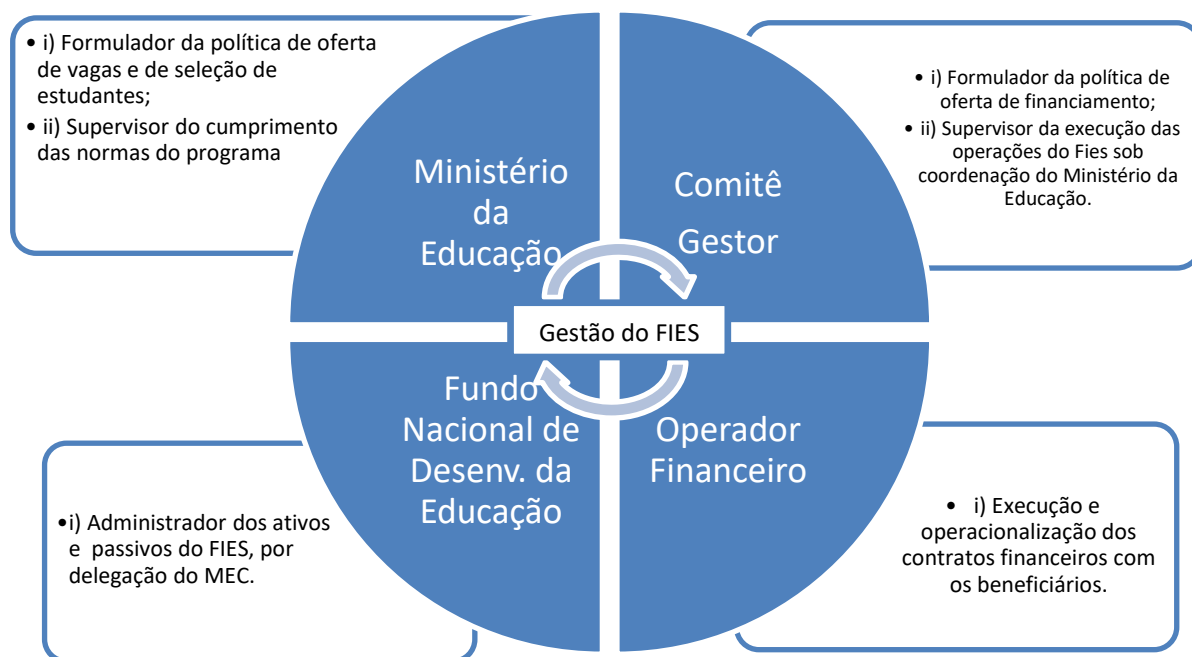 • i) Formulador da política de oferta
de vagas e de seleção de
estudantes;
• ii) Supervisor do cumprimento
das normas do programa
Ministério
da
Educação
Comitê
Gestor
• i) Formulador da política de
oferta de financiamento;
• ii) Supervisor da execução das
operações do Fies sob
coordenação do Ministério da
Educação.
Gestão do FIES
•i) Administrador dos ativos
e passivos do FIES, por
delegação do MEC.
Fundo
Nacional de
Desenv. da
Educação
Operador
Financeiro
• i) Execução e
operacionalização dos
contratos financeiros com
os beneficiários.